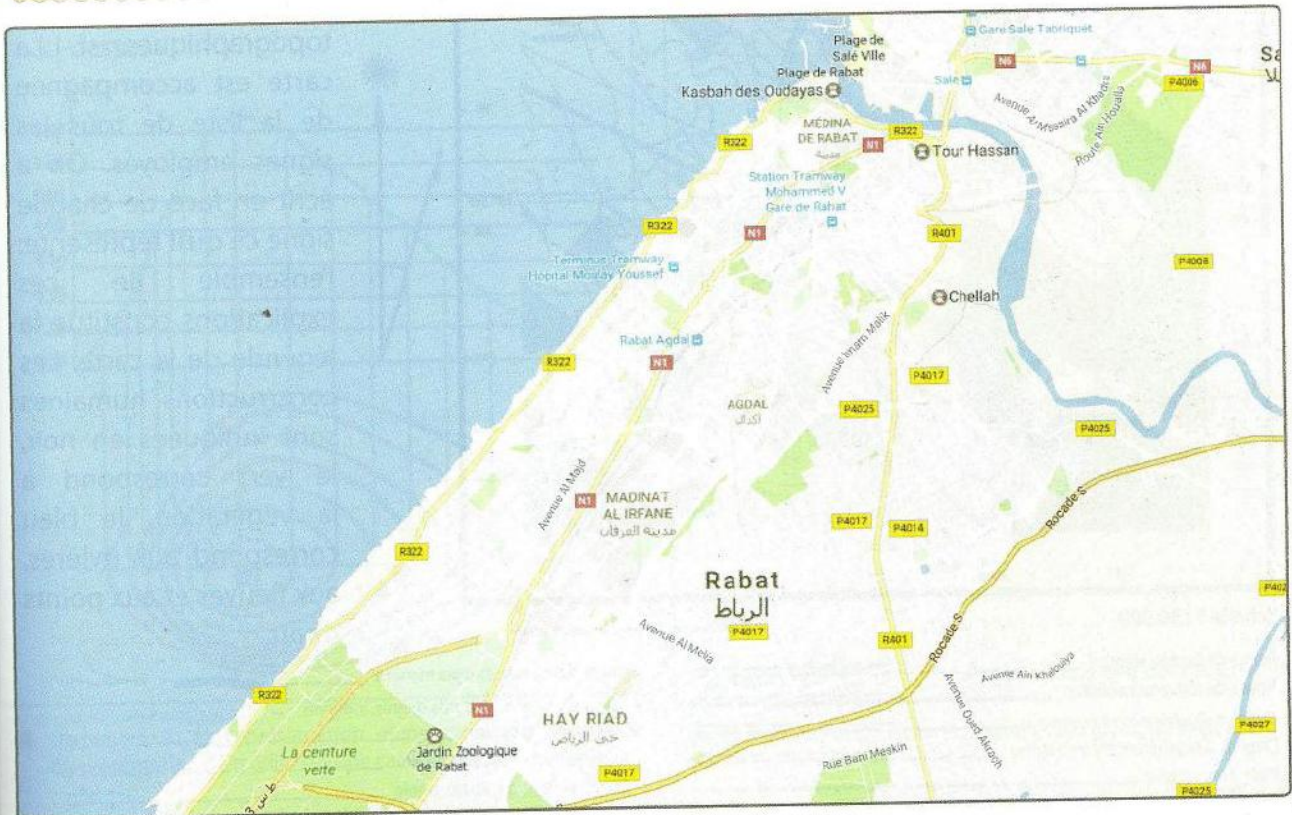 Gare Sale Tabriquet
Plage de
Salé Ville
N6
N6
Plage de Rabat
Sale
P4006
Kasbah des Oudayas
Avenue Al Massira Al Khadra
Route Ain Houalla
MÉDINA
DE RABAT
مدينة
R322
R322
N1
Tour Hassan
Station Tramway
Mohammed V
Gare de Rabat
R322
N1
R401
Terminus Tramway
Hopital Moulay Youssef
P4008
Chellah
Rabat Agdal
R322
N1
Avenue Imam Malik
P4017
AGDAL
أكدال
P4025
P4025
Avenue Al Majd
N1
MADINAT
AL IRFANE
مدينة العرفان
Rocade S
P4017
P4014
R322
Rabat
الرباط
P4017
Avenue Al Melia
R401
Rocade S
Avenue Ain Khalouiya
Avenue Oued Akrach
R322
N1
HAY RIAD
حي الرياض
P4027
La ceinture
verte
Jardin Zoologique
de Rabat
Rue Bani Meskin
P4017
P4025